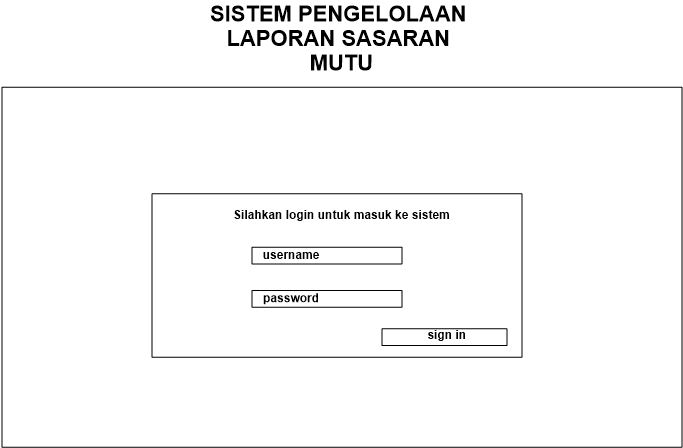 SISTEM PENGELOLAAN
LAPORAN SASARAN
MUTU
Silahkan login untuk masuk ke sistem
username
password
sign in